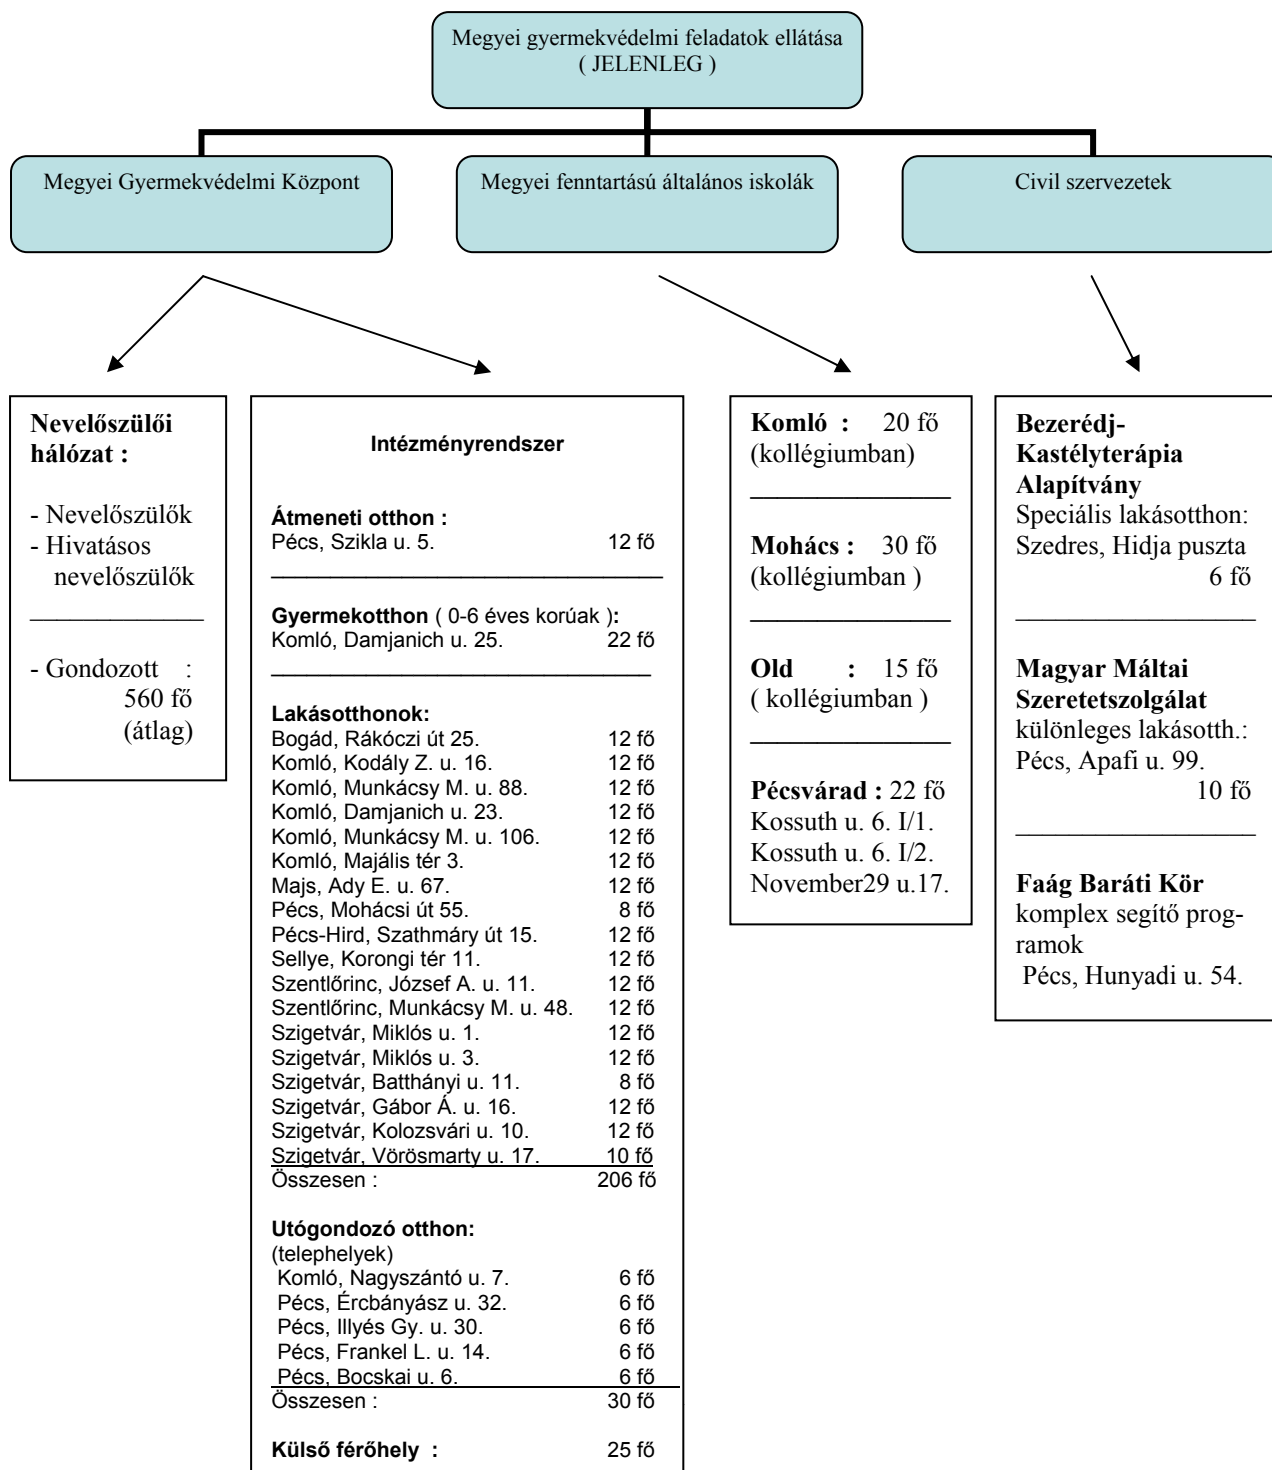 Megyei gyermekvédelmi feladatok ellátása
( JELENLEG )
Megyei Gyermekvédelmi Központ
Megyei fenntartású általános iskolák
Civil szervezetek
Nevelőszülői
hálózat :
- Nevelőszülők
- Hivatásos
nevelőszülők
- Gondozott :
560 fő
(átlag)
Intézményrendszer
Átmeneti otthon :
Pécs, Szikla u. 5. 12 fő
Gyermekotthon ( 0-6 éves korúak ):
Komló, Damjanich u. 25. 22 fő
Lakásotthonok:
Bogád, Rákóczi út 25. 12 fő
Komló, Kodály Z. u. 16. 12 fő
Komló, Munkácsy M. u. 88. 12 fő
Komló, Damjanich u. 23. 12 fő
Komló, Munkácsy M. u. 106. 12 fő
Komló, Majális tér 3. 12 fő
Majs, Ady E. u. 67. 12 fő
Pécs, Mohácsi út 55. 8 fő
Pécs-Hird, Szathmáry út 15. 12 fő
Sellye, Korongi tér 11. 12 fő
Szentlőrinc, József A. u. 11. 12 fő
Szentlőrinc, Munkácsy M. u. 48. 12 fő
Szigetvár, Miklós u. 1. 12 fő
Szigetvár, Miklós u. 3. 12 fő
Szigetvár, Batthányi u. 11. 8 fő
Szigetvár, Gábor Á. u. 16. 12 fő
Szigetvár, Kolozsvári u. 10. 12 fő
Szigetvár, Vörösmarty u. 17. 10 fő
Összesen : 206 fő
Utógondozó otthon:
(telephelyek)
Komló, Nagyszántó u. 7. 6 fő
Pécs, Ércbányász u. 32. 6 fő
Pécs, Illyés Gy. u. 30. 6 fő
Pécs, Frankel L. u. 14. 6 fő
Pécs, Bocskai u. 6. 6 fő
Összesen : 30 fő
Külső férőhely : 25 fő
Komló : 20 fő
(kollégiumban)
Mohács : 30 fő
(kollégiumban )
Old : 15 fő
( kollégiumban )
Pécsvárad : 22 fő
Kossuth u. 6. I/1.
Kossuth u. 6. I/2.
November29 u.17.
Bezerédj-
Kastélyterápia
Alapítvány
Speciális lakásotthon:
Szedres, Hidja puszta
6 fő
Magyar Máltai
Szeretetszolgálat
különleges lakásotth.:
Pécs, Apafi u. 99.
10 fő
Faág Baráti Kör
komplex segítő prog-
ramok
Pécs, Hunyadi u. 54.